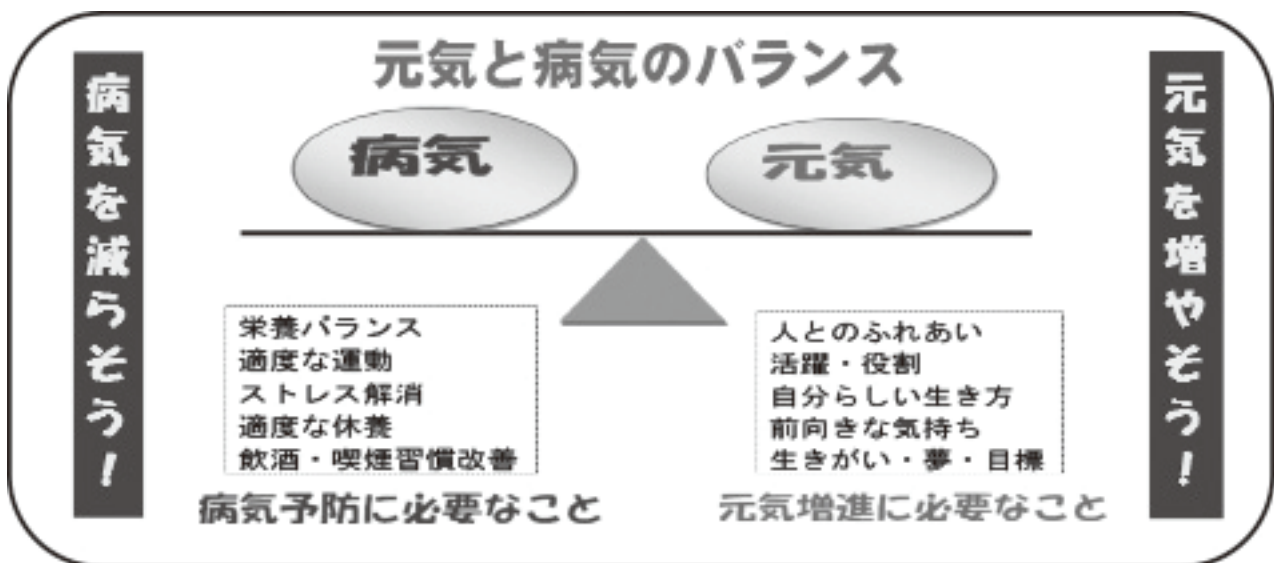 元気と病気のバランス
病気を減らそう!
病気
元気
元気を増やそう!
栄養バランス
適度な運動
ストレス解消
適度な休養
飲酒・喫煙習慣改善
病気予防に必要なこと
人とのふれあい
活躍・役割
自分らしい生き方
前向きな気持ち
生きがい・夢・目標
元気増進に必要なこと